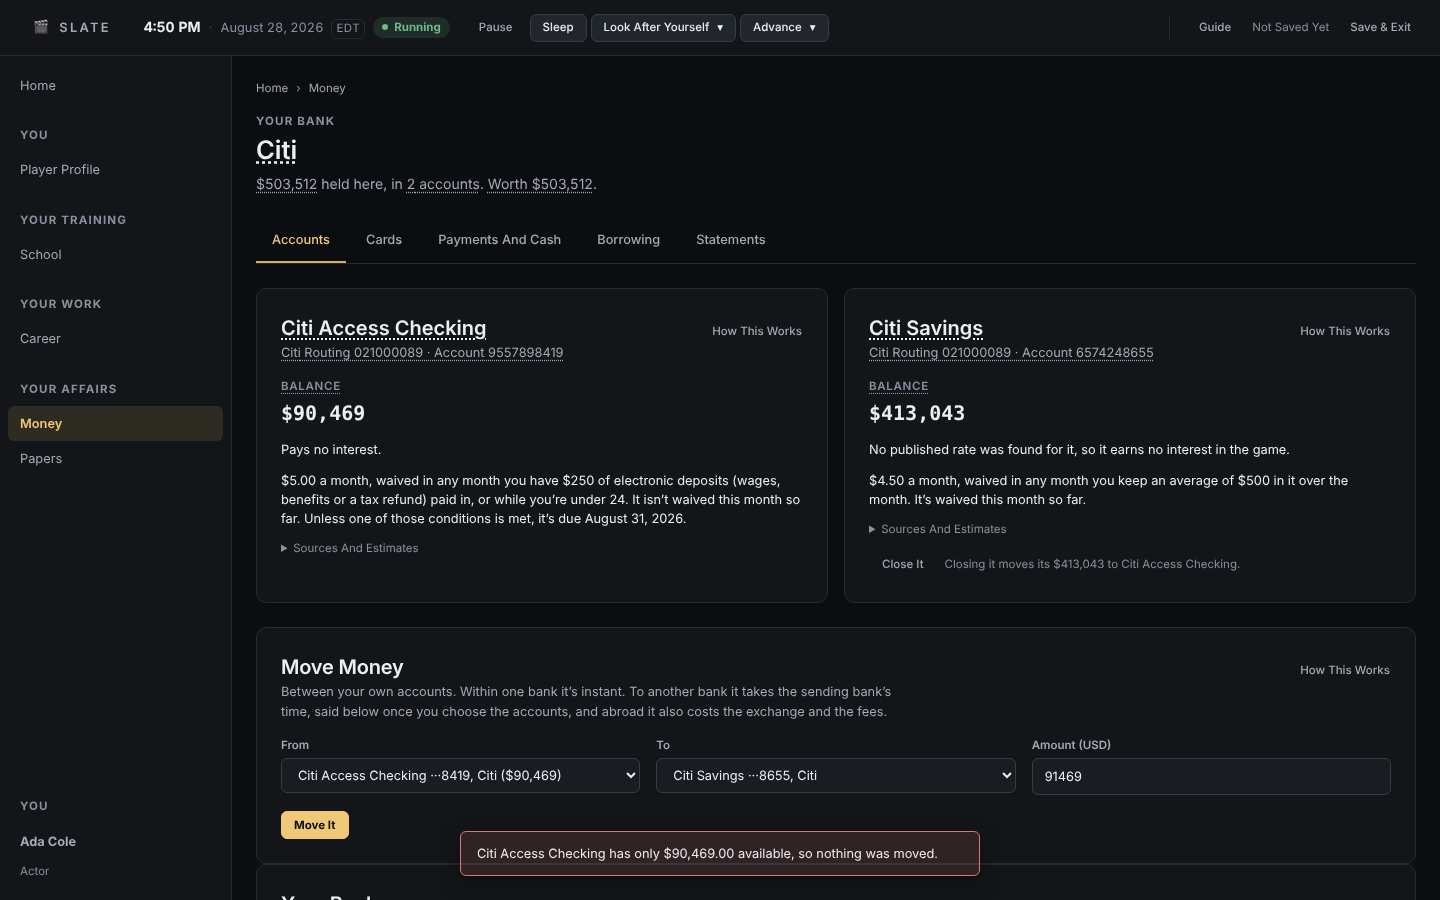 SLATE
4:50 PM · August 28, 2026 EDT Running
Pause
Sleep
Look After Yourself ▾
Advance ▾
Guide
Not Saved Yet
Save & Exit
Home
YOU
Player Profile
YOUR TRAINING
School
YOUR WORK
Career
YOUR AFFAIRS
Money
Papers
YOU
Ada Cole
Actor
Home › Money
YOUR BANK
Citi
$503,512 held here, in 2 accounts. Worth $503,512.
Accounts
Cards
Payments And Cash
Borrowing
Statements
Citi Access Checking
How This Works
Citi Routing 021000089 · Account 9557898419
BALANCE
$90,469
Pays no interest.
$5.00 a month, waived in any month you have $250 of electronic deposits (wages,
benefits or a tax refund) paid in, or while you’re under 24. It isn’t waived this month so
far. Unless one of those conditions is met, it’s due August 31, 2026.
Sources And Estimates
Citi Savings
How This Works
Citi Routing 021000089 · Account 6574248655
BALANCE
$413,043
No published rate was found for it, so it earns no interest in the game.
$4.50 a month, waived in any month you keep an average of $500 in it over the
month. It’s waived this month so far.
Sources And Estimates
Close It
Closing it moves its $413,043 to Citi Access Checking.
Move Money
How This Works
Between your own accounts. Within one bank it’s instant. To another bank it takes the sending bank’s
time, said below once you choose the accounts, and abroad it also costs the exchange and the fees.
From
To
Amount (USD)
Citi Access Checking ···8419, Citi ($90,469)
Citi Savings ···8655, Citi
91469
Move It
Citi Access Checking has only $90,469.00 available, so nothing was moved.